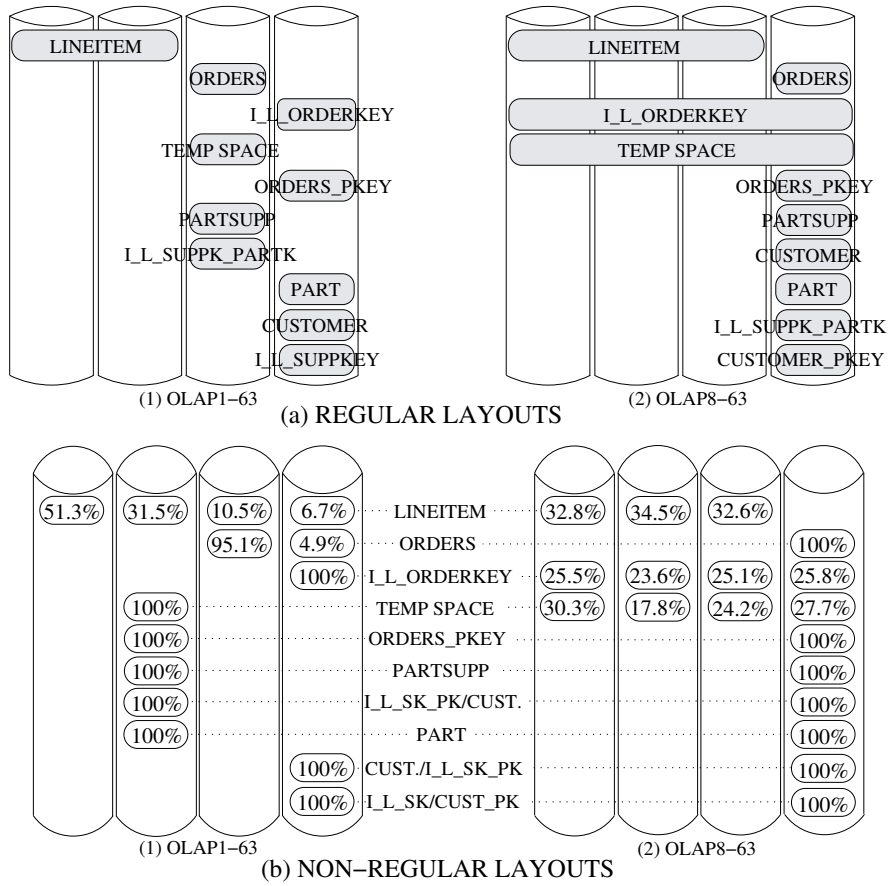 LINEITEM LINEITEM
ORDERS ORDERS
I_L_ORDERKEY I_L_ORDERKEY
TEMP SPACE TEMP SPACE
ORDERS_PKEY ORDERS_PKEY
PARTSUPP PARTSUPP
I_L_SUPPK_PARTK CUSTOMER
PART PART
CUSTOMER I_L_SUPPK_PARTK
I_L_SUPPKEY CUSTOMER_PKEY
(1) OLAP1−63 (2) OLAP8−63
(a) REGULAR LAYOUTS
51.3% 31.5% 10.5% 6.7% LINEITEM 32.8% 34.5% 32.6%
95.1% 4.9% ORDERS 100%
100% I_L_ORDERKEY 25.5% 23.6% 25.1% 25.8%
100% TEMP SPACE 30.3% 17.8% 24.2% 27.7%
100% ORDERS_PKEY 100%
100% PARTSUPP 100%
100% I_L_SK_PK/CUST. 100%
100% PART 100%
100% CUST./I_L_SK_PK 100%
100% I_L_SK/CUST_PK 100%
(1) OLAP1−63 (2) OLAP8−63
(b) NON−REGULAR LAYOUTS